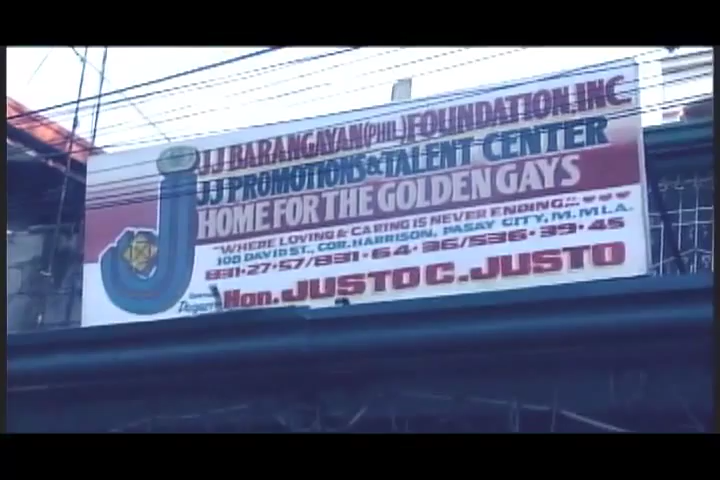 J.J. BARANGAYAN (PHIL) FOUNDATION, INC.
JJ PROMOTIONS & TALENT CENTER
HOME FOR THE GOLDEN GAYS
"WHERE LOVING & CARING IS NEVER ENDING"...
100 DAVID ST., COR. HARRISON, PASAY CITY, M.MLA.
831-27-57/831-64-36/536-39-45
Hon. JUSTO C. JUSTO